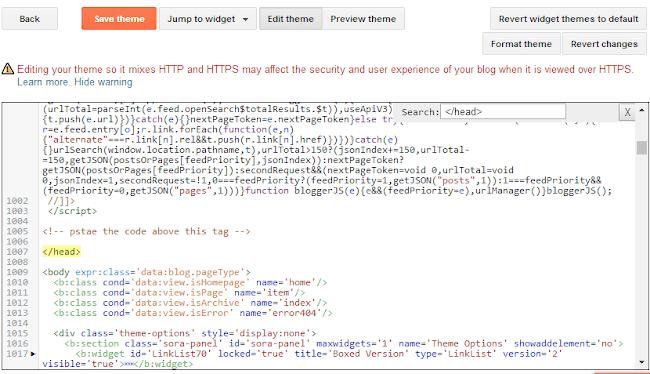 Back
Save theme
Jump to widget
Edit theme
Preview theme
Revert widget themes to default
Format theme
Revert changes
Editing your theme so it mixes HTTP and HTTPS may affect the security and user experience of your blog when it is viewed over HTTPS.
Learn more. Hide warning
Search: </head>
X
(urlTotal=parseInt(e.feed.openSearch$totalResults.$t)),useApiV3)
{t.push(e.url)})}catch(e){}nextPageToken=e.nextPageToken}else
r=e.feed.entry[o];r.link.forEach(function(e,n)
{"alternate"===r.link[n].rel&&t.push(r.link[n].href)})})}catch(e)
{}urlSearch(window.location.pathname,t),urlTotal>150?(jsonIndex+=150,urlTotal-
=150,getJSON(postsOrPages[feedPriority],jsonIndex)):nextPageToken?
getJSON(postsOrPages[feedPriority]):secondRequest&&(nextPageToken=void 0,urlTotal=void
0,jsonIndex=1,secondRequest=!1,0===feedPriority?(feedPriority=1,getJSON("posts",1)):1===feedPriority&&
(feedPriority=0,getJSON("pages",1)))}function bloggerJS(e){e&&(feedPriority=e),urlManager()}bloggerJS();
1002 //]]>
1003 </script>
1004
1005 <!-- pstae the code above this tag -->
1006
1007 </head>
1008
1009 <body expr:class='data:blog.pageType'>
1010 <b:class cond='data:view.isHomepage' name='home'/>
1011 <b:class cond='data:view.isPage' name='item'/>
1012 <b:class cond='data:view.isArchive' name='index'/>
1013 <b:class cond='data:view.isError' name='error404'/>
1014
1015 <div class='theme-options' style='display:none'>
1016 <b:section class='sora-panel' id='sora-panel' maxwidgets='1' name='Theme Options' showaddelement='no'>
1017 <b:widget id='LinkList70' locked='true' title='Boxed Version' type='LinkList' version='2'
visible='true'></b:widget>